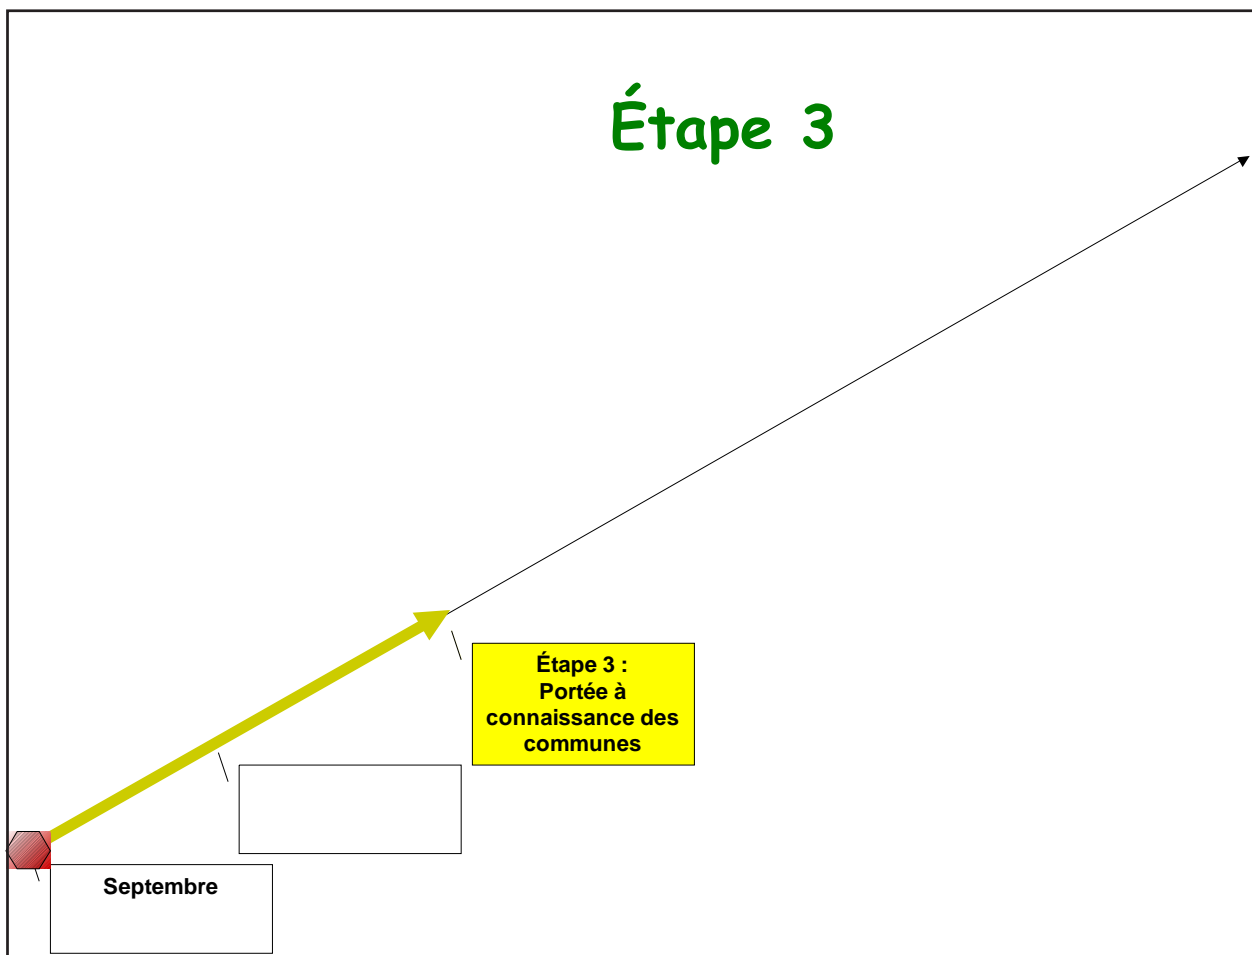 Étape 3
Étape 3 :
Portée à
connaissance des
communes
Septembre